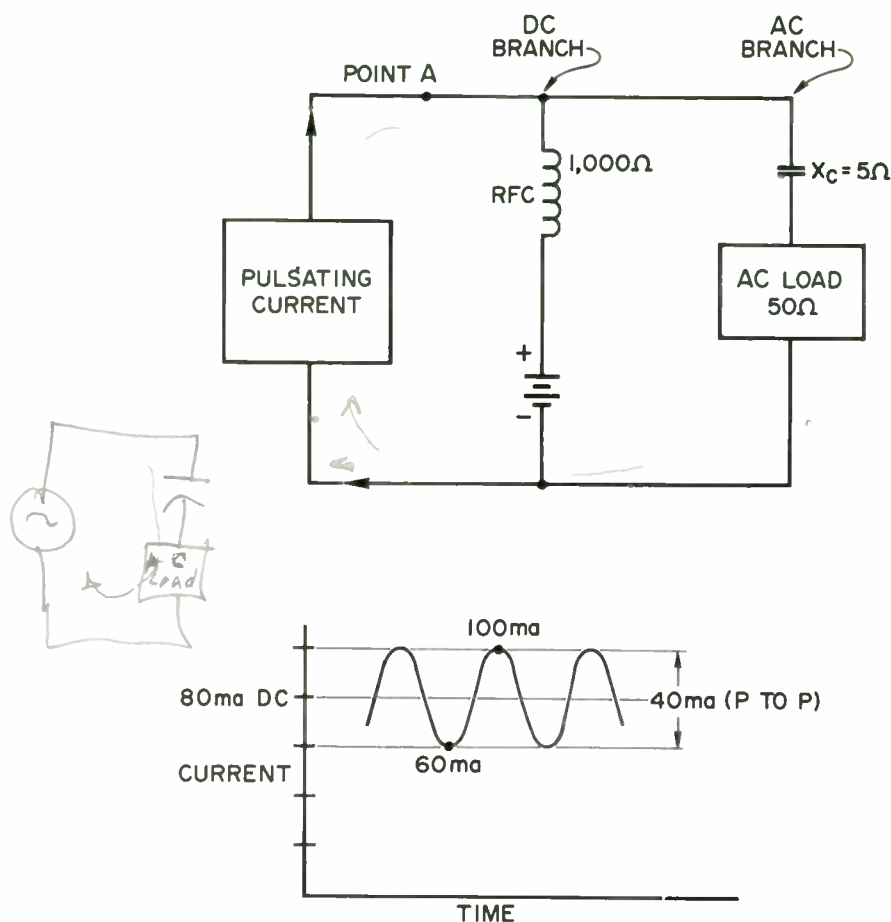 DC
BRANCH
AC
BRANCH
POINT A
1,000Ω
RFC
XC = 5Ω
PULSATING
CURRENT
AC LOAD
50Ω
+
-
~
Load
100ma
80ma DC
40ma (P TO P)
60ma
CURRENT
TIME